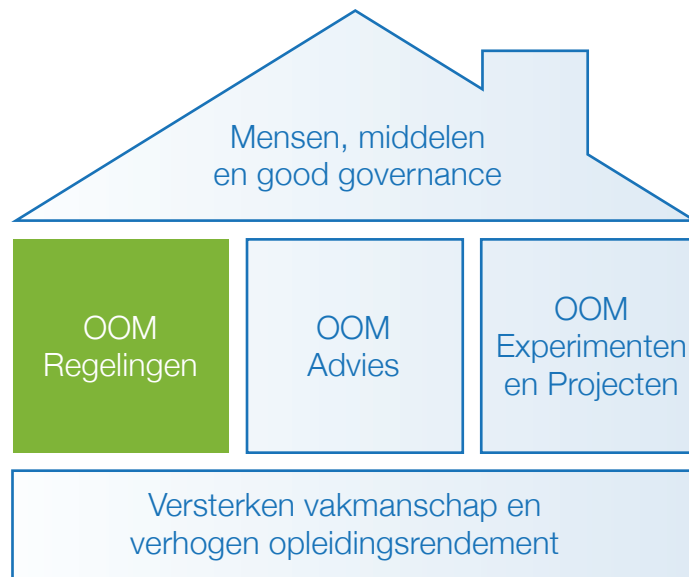 Mensen, middelen
en good governance
OOM
Regelingen
OOM
Advies
OOM
Experimenten
en Projecten
Versterken vakmanschap en
verhogen opleidingsrendement